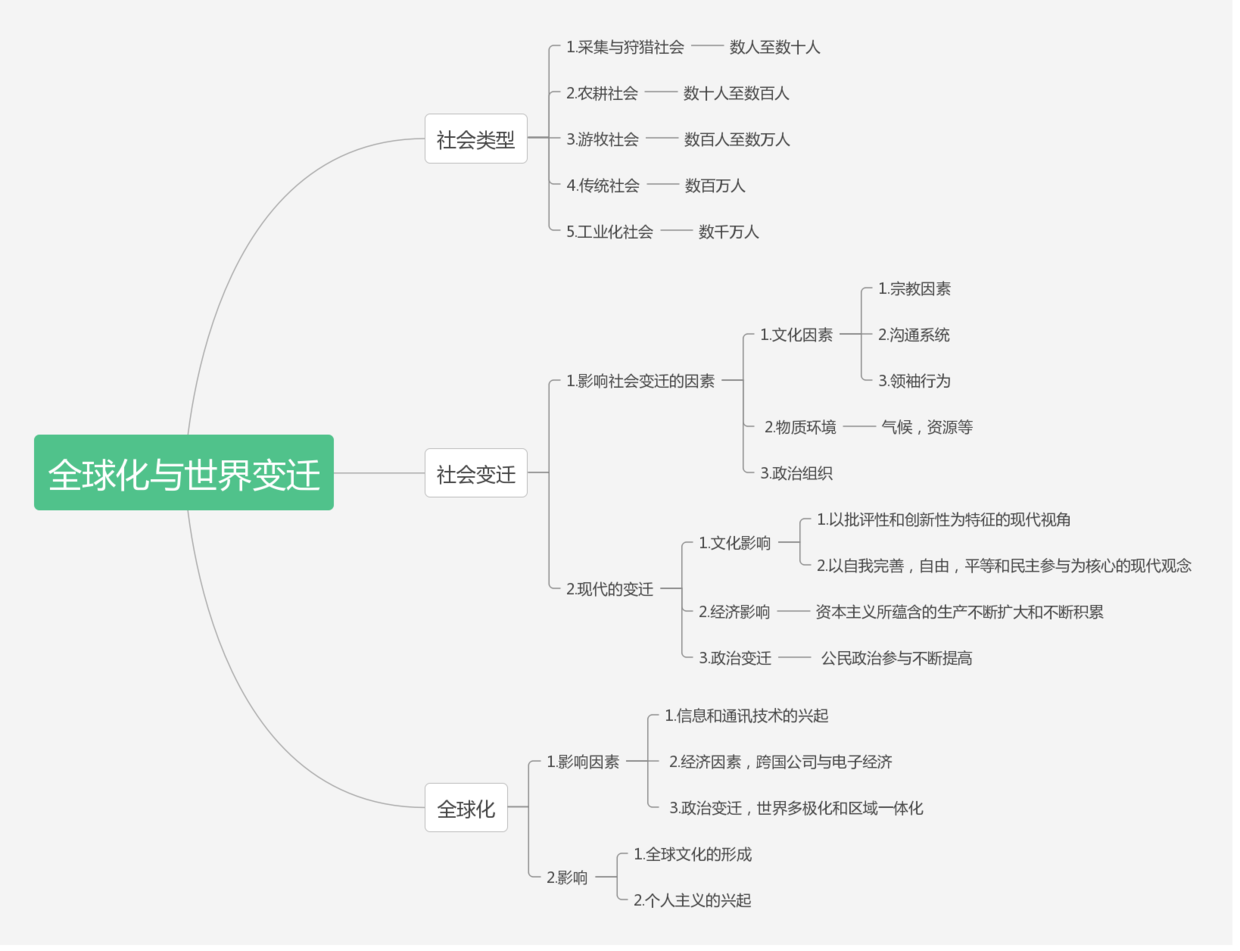 全球化与世界变迁
社会类型
1.采集与狩猎社会
数人至数十人
2.农耕社会
数十人至数百人
3.游牧社会
数百人至数万人
4.传统社会
数百万人
5.工业化社会
数千万人
社会变迁
1.影响社会变迁的因素
1.文化因素
1.宗教因素
2.沟通系统
3.领袖行为
2.物质环境
气候，资源等
3.政治组织
2.现代的变迁
1.文化影响
1.以批评性和创新性为特征的现代视角
2.以自我完善，自由，平等和民主参与为核心的现代观念
2.经济影响
资本主义所蕴含的生产不断扩大和不断积累
3.政治变迁
公民政治参与不断提高
全球化
1.影响因素
1.信息和通讯技术的兴起
2.经济因素，跨国公司与电子经济
3.政治变迁，世界多极化和区域一体化
2.影响
1.全球文化的形成
2.个人主义的兴起